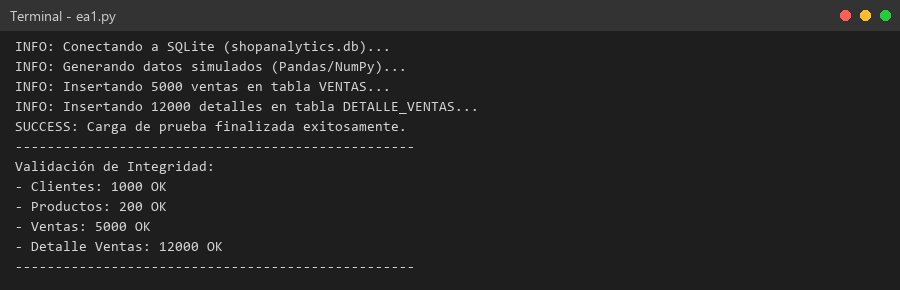 Terminal - ea1.py
INFO: Conectando a SQLite (shopanalytics.db)...
INFO: Generando datos simulados (Pandas/NumPy)...
INFO: Insertando 5000 ventas en tabla VENTAS...
INFO: Insertando 12000 detalles en tabla DETALLE_VENTAS...
SUCCESS: Carga de prueba finalizada exitosamente.
--------------------------------------------------
Validación de Integridad:
- Clientes: 1000 OK
- Productos: 200 OK
- Ventas: 5000 OK
- Detalle Ventas: 12000 OK
--------------------------------------------------